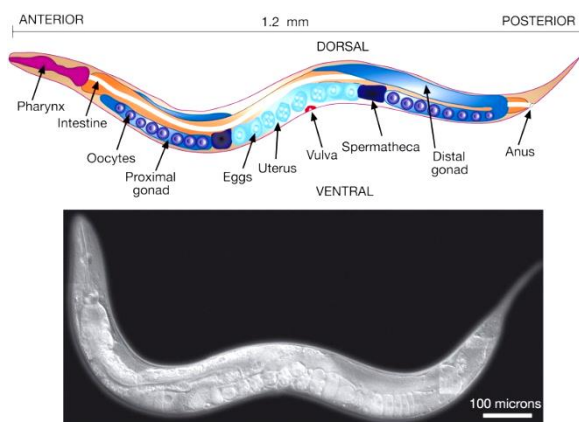 ANTERIOR
1.2 mm
POSTERIOR
DORSAL
Pharynx
Intestine
Oocytes
Proximal
gonad
Eggs
Uterus
Vulva
Spermatheca
Distal
gonad
Anus
VENTRAL
100 microns